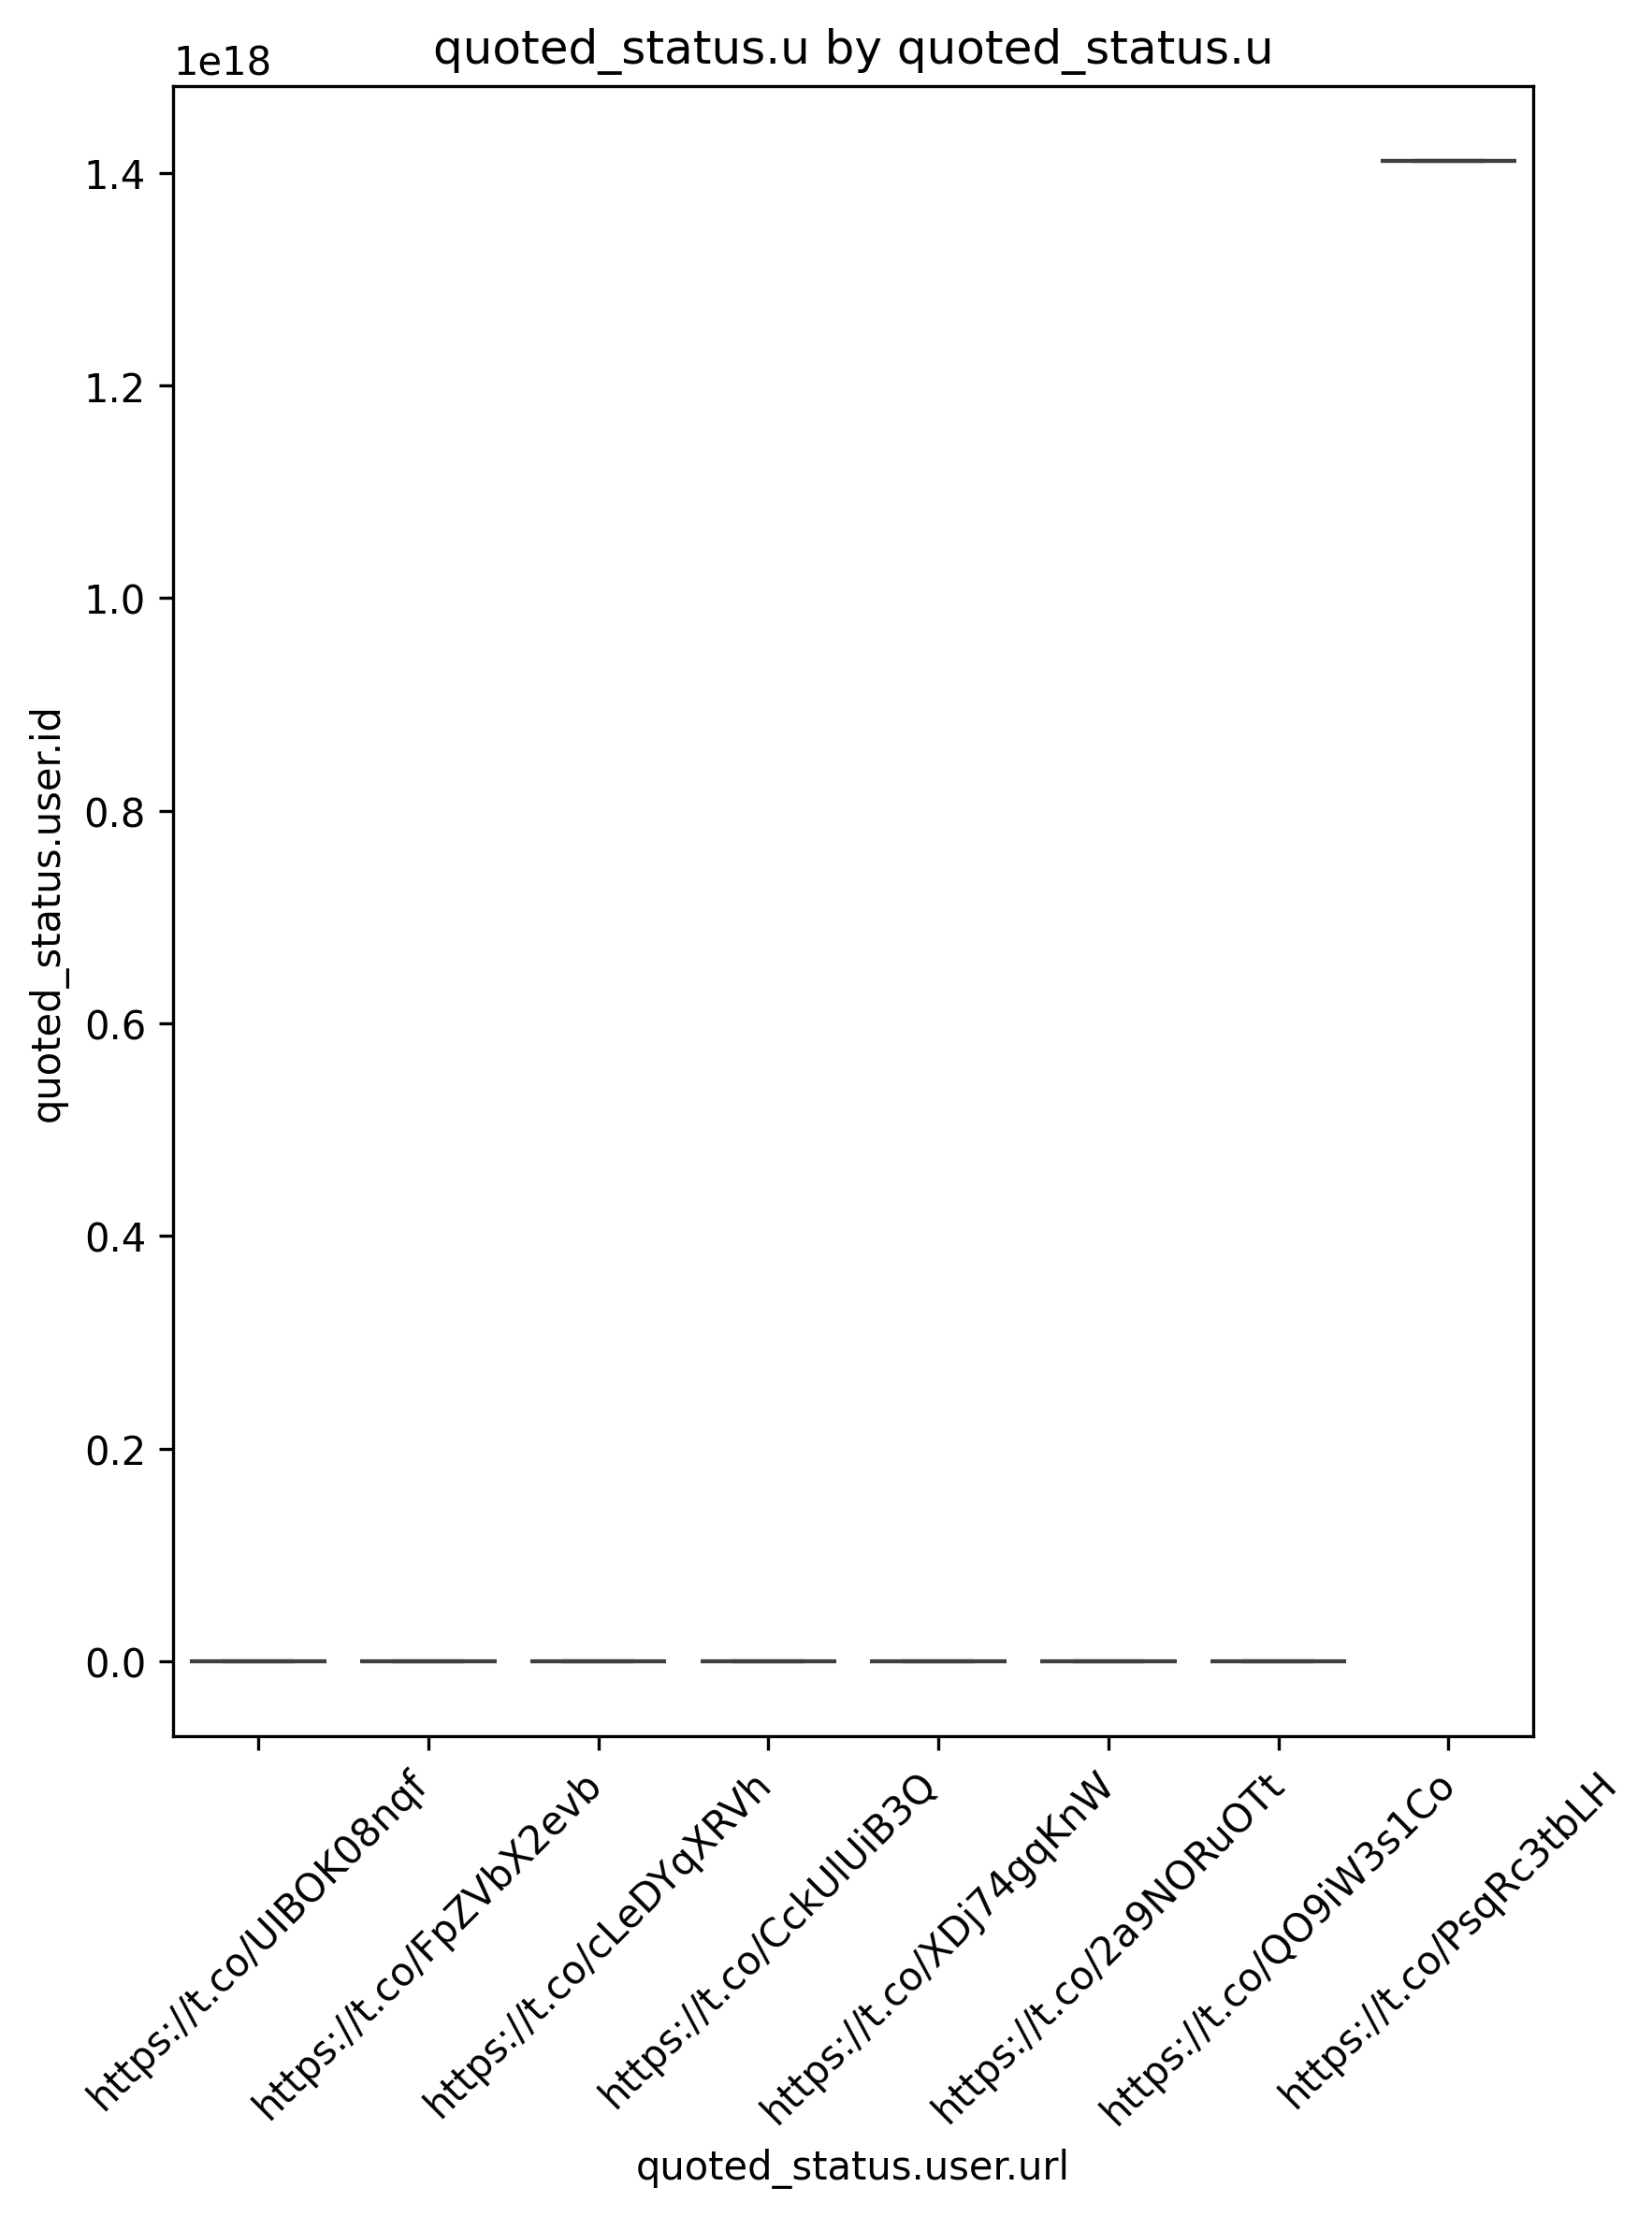 quoted_status.u by quoted_status.u
1e18
1.4
1.2
1.0
0.8
0.6
0.4
0.2
0.0
quoted_status.user.id
https://t.co/UIBOK08nqf
https://t.co/FpZVbX2evb
https://t.co/cLeDYqXRVh
https://t.co/CckUlUiB3Q
https://t.co/XDj74gqKnW
https://t.co/2a9NORuOTt
https://t.co/QO9iW3s1Co
https://t.co/PsqRc3tbLH
quoted_status.user.url